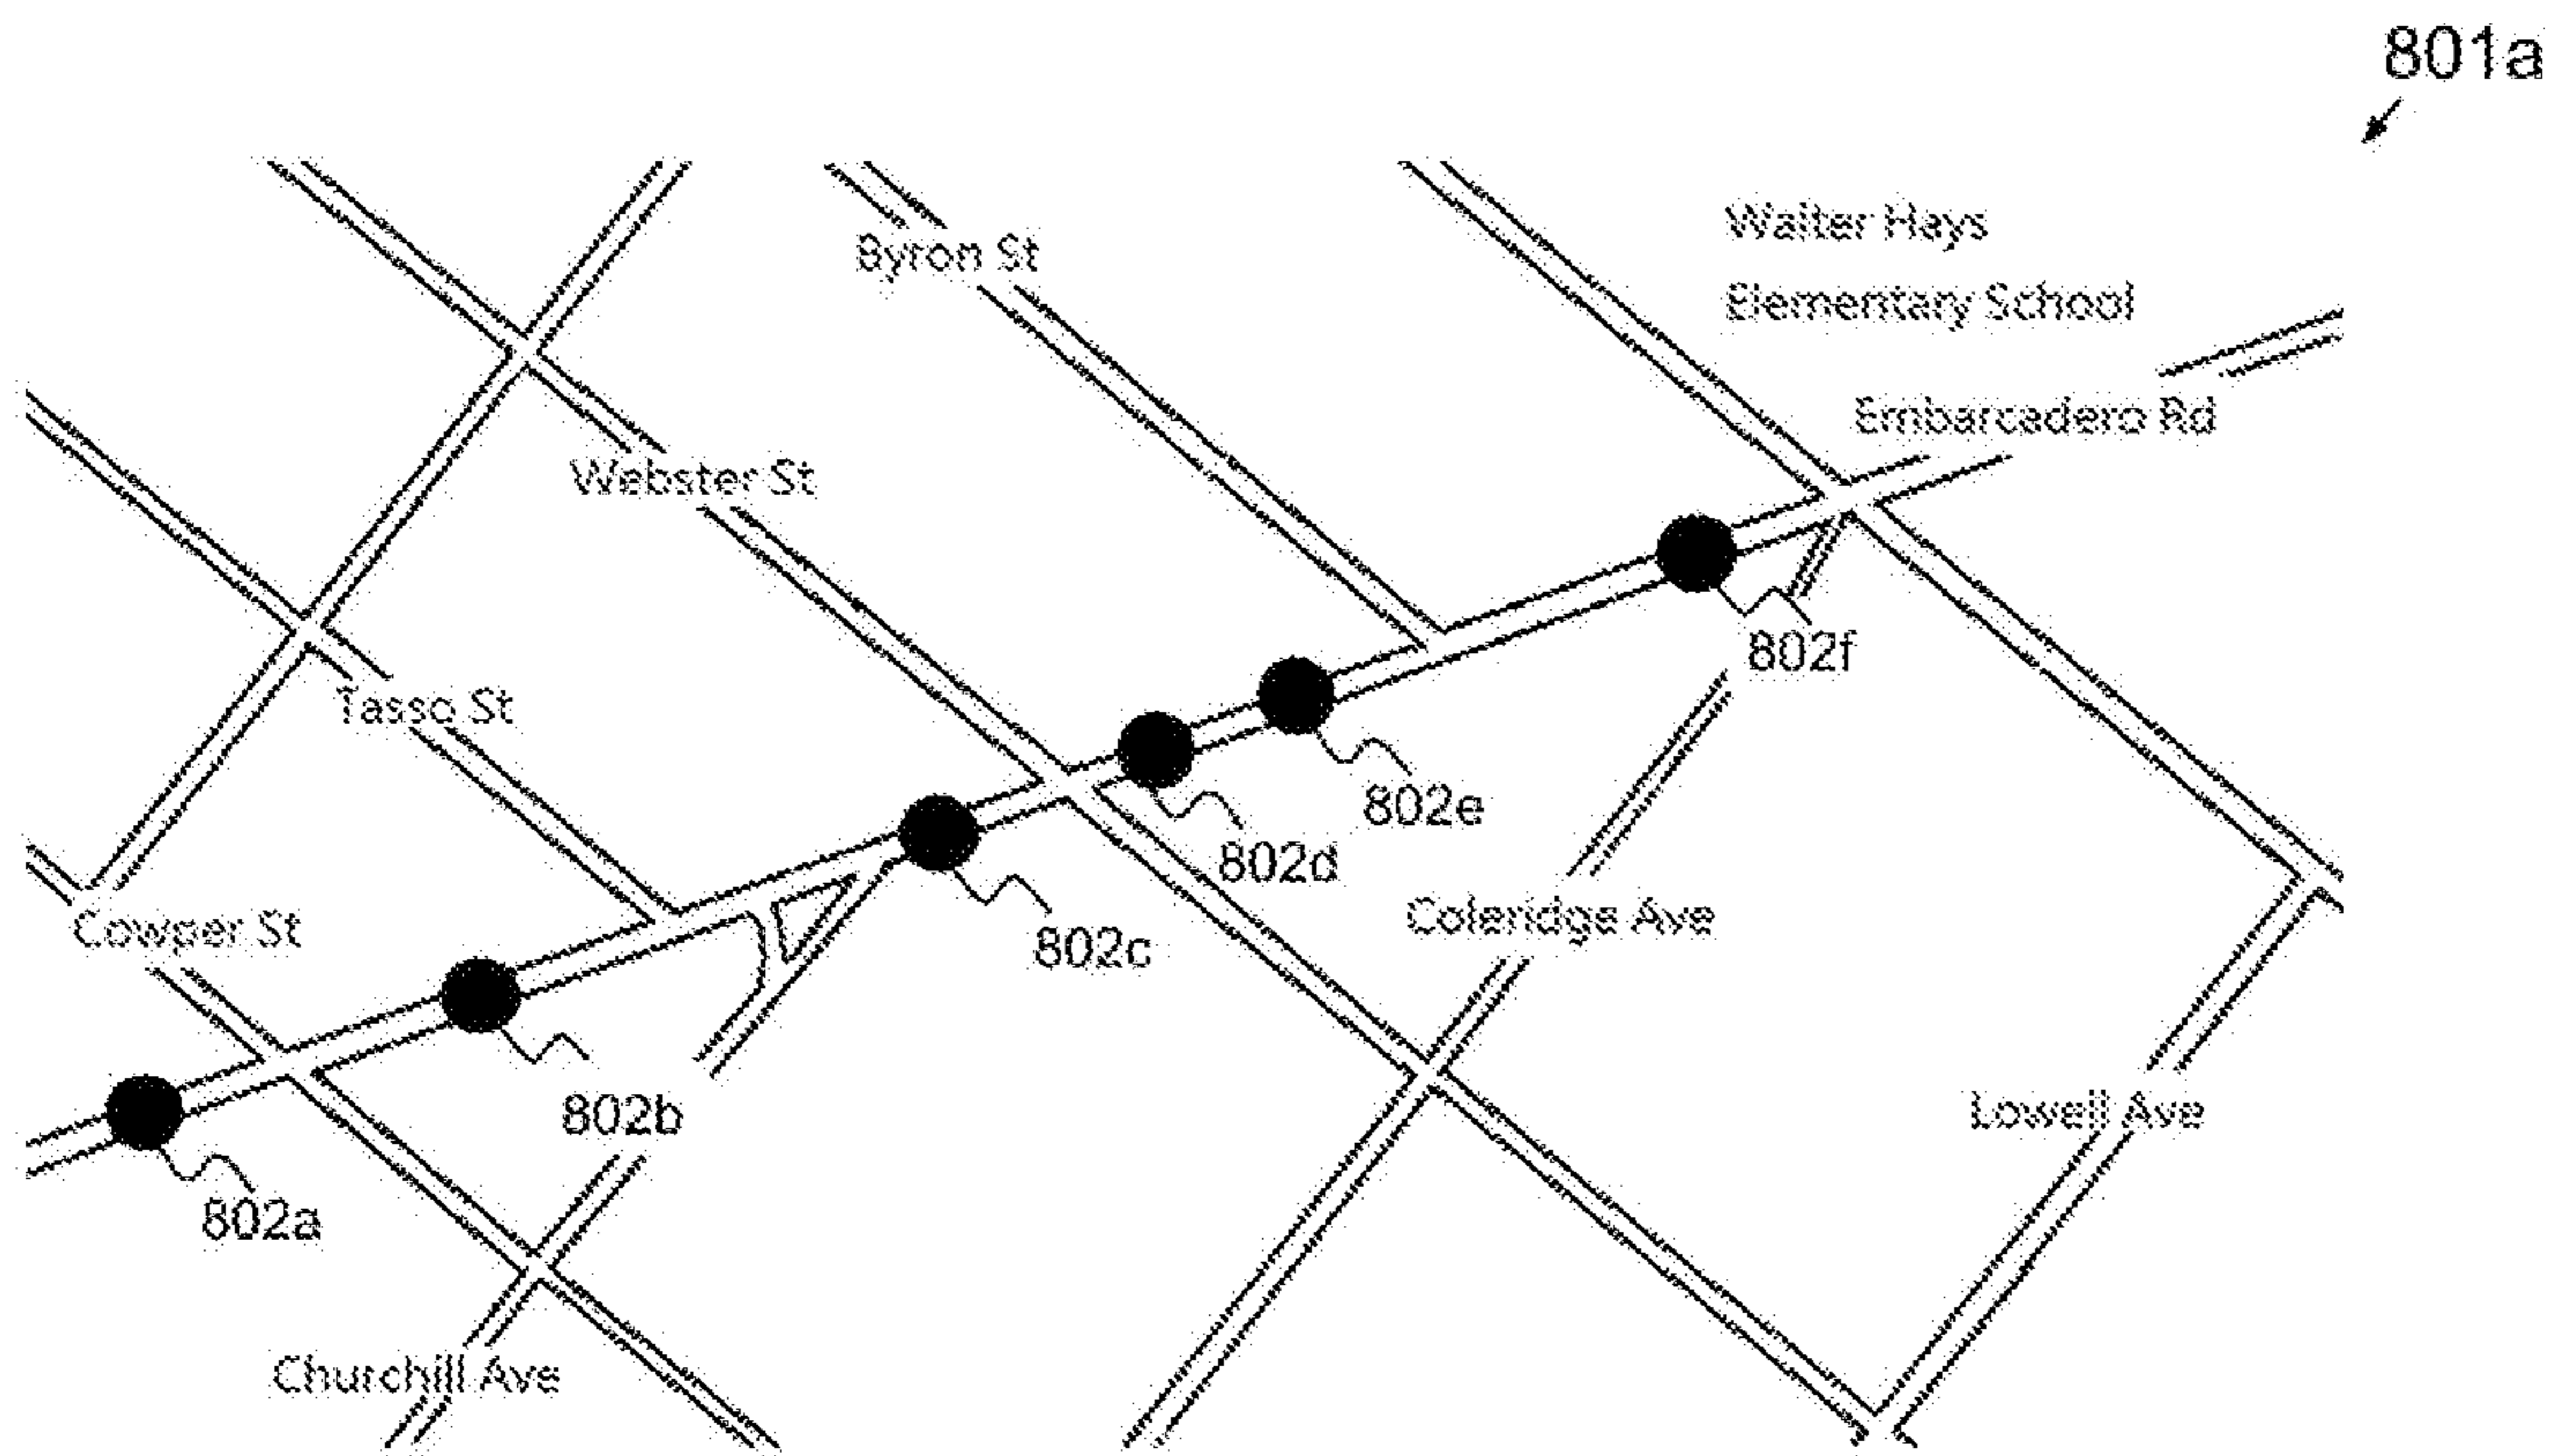 801a
Walter Hays
Elementary School
Byron St
Embarcadero Rd
Webster St
802f
Tasso St
802e
802d
Coleridge Ave
Cowper St
802c
802b
Lowell Ave
802a
Churchill Ave